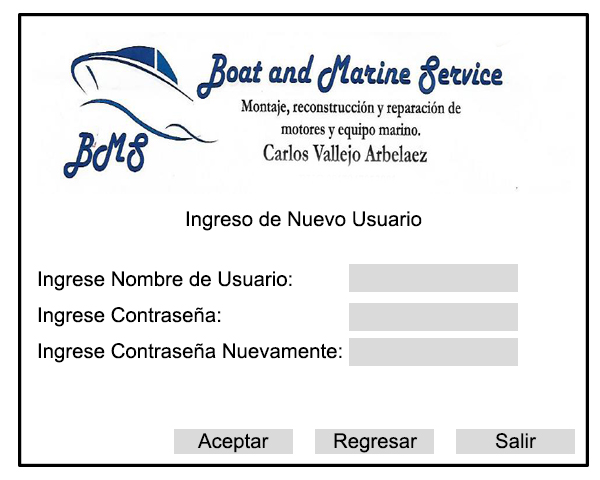 Boat and Marine Service
Montaje, reconstrucción y reparación de
motores y equipo marino.
Carlos Vallejo Arbelaez
BMS
Ingreso de Nuevo Usuario
Ingrese Nombre de Usuario:
Ingrese Contraseña:
Ingrese Contraseña Nuevamente:
Aceptar Regresar Salir